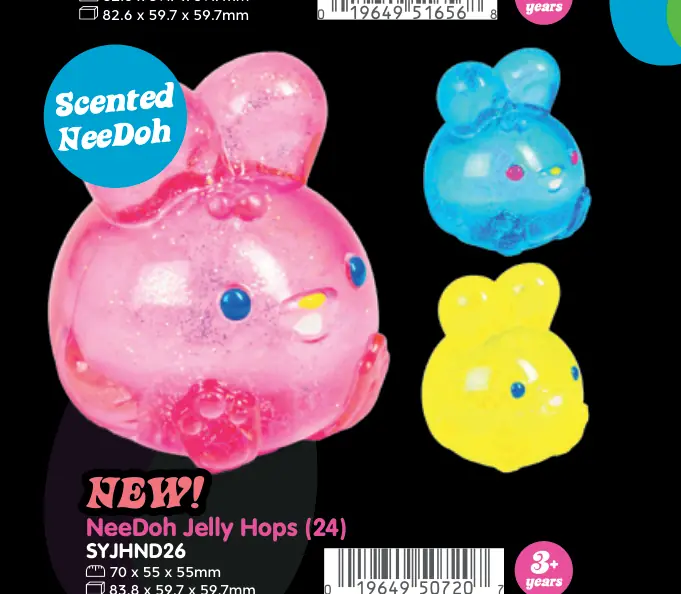 82.6 x 59.7 x 59.7mm
0 19649 51656 8
years
Scented
NeeDoh
NEW!
NeeDoh Jelly Hops (24)
SYJHND26
70 x 55 x 55mm
83.8 x 59.7 x 59.7mm
0 19649 50720 7
3+
years